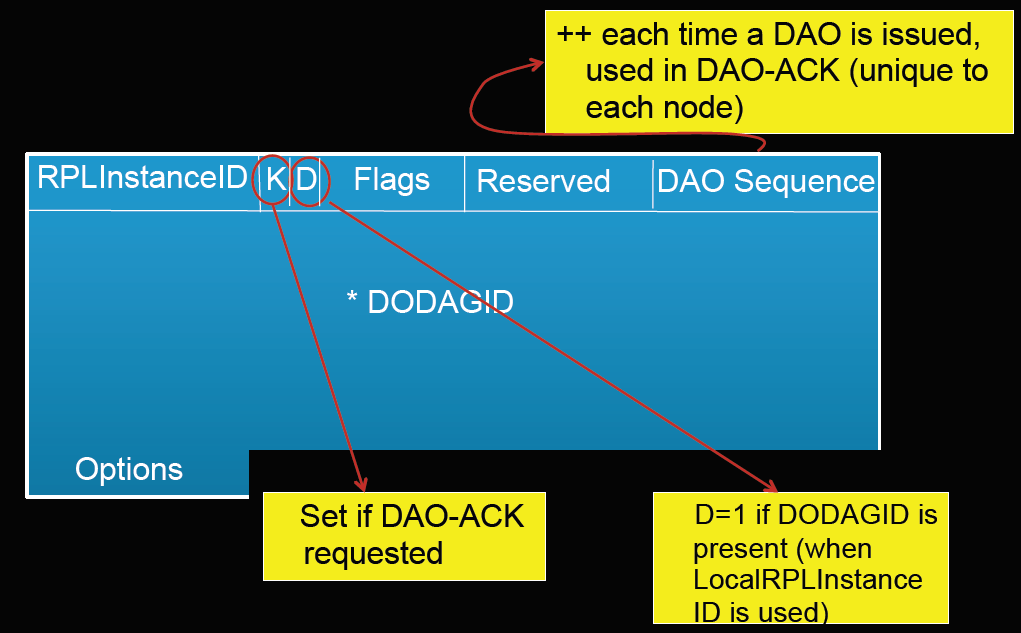 ++ each time a DAO is issued,
used in DAO-ACK (unique to
each node)
RPLInstanceID K D Flags Reserved DAO Sequence
* DODAGID
Options
Set if DAO-ACK
requested
D=1 if DODAGID is
present (when
LocalRPLInstance
ID is used)